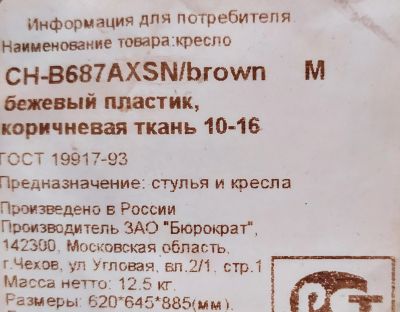 Информация для потребителя
Наименование товара:кресло
CH-B687AXSN/brown M
бежевый пластик,
коричневая ткань 10-16
ГОСТ 19917-93
Предназначение: стулья и кресла
Произведено в России
Производитель ЗАО "Бюрократ",
142300, Московская область,
г.Чехов, ул Угловая, вл.2/1, стр.1
Масса нетто: 12.5 кг.
Размеры: 620*645*885(мм).
РСТ